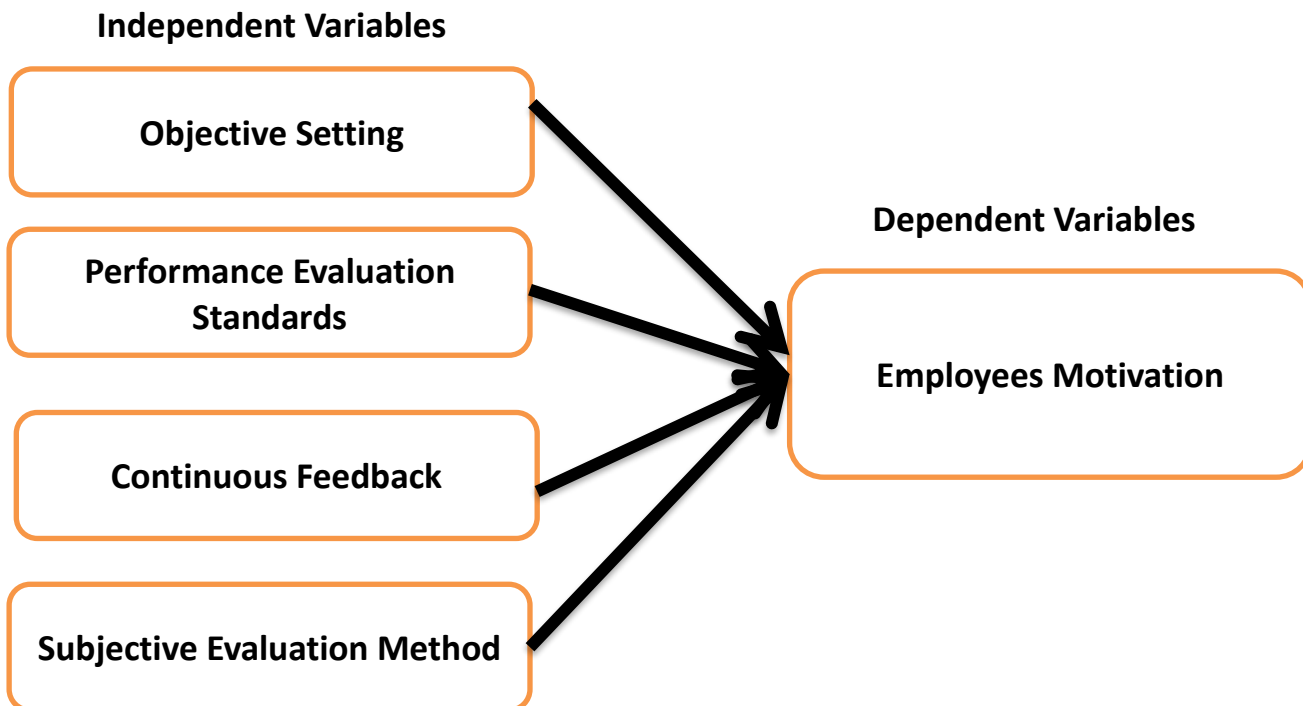 Independent Variables
Objective Setting
Performance Evaluation
Standards
Continuous Feedback
Subjective Evaluation Method
Dependent Variables
Employees Motivation